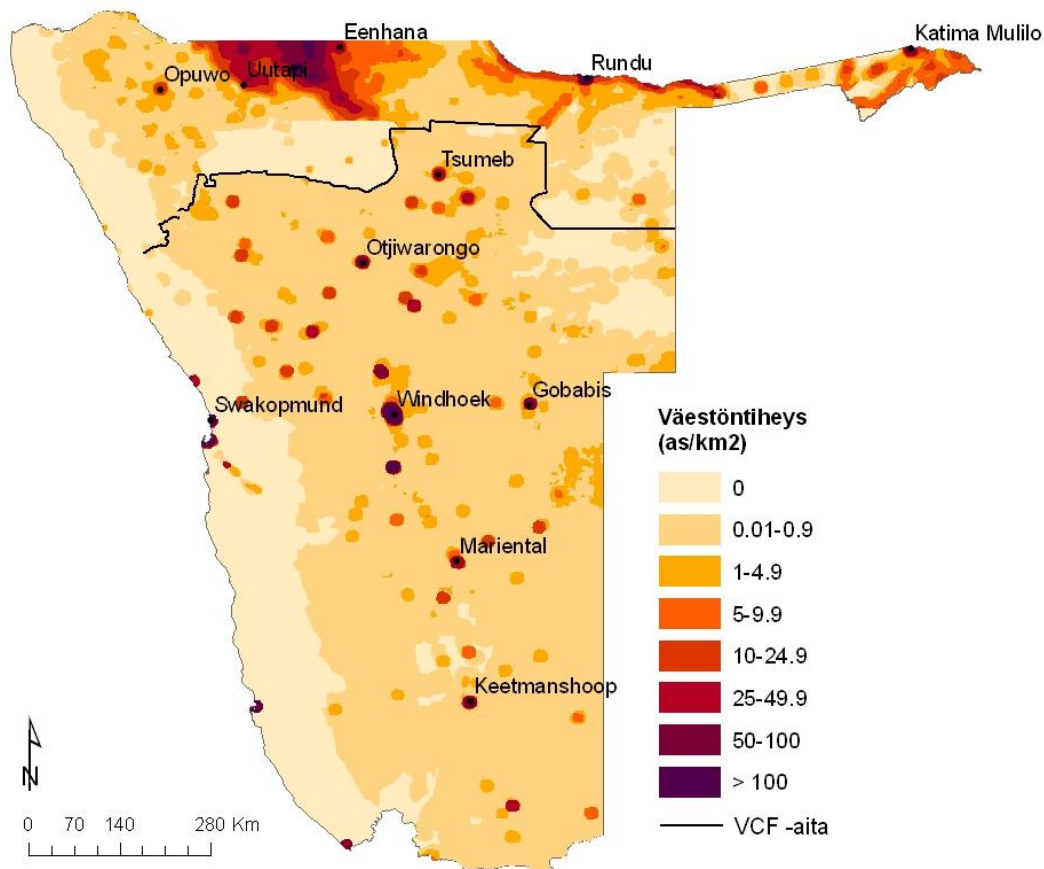 Eenhana
Katima Mulilo
Opuwo
Uutapi
Rundu
Tsumeb
Otjiwarongo
Swakopmund
Windhoek
Gobabis
Mariental
Keetmanshoop
Väestöntiheys
(as/km2)
0
0.01-0.9
1-4.9
5-9.9
10-24.9
25-49.9
50-100
> 100
VCF -aita
N
0 70 140 280 Km